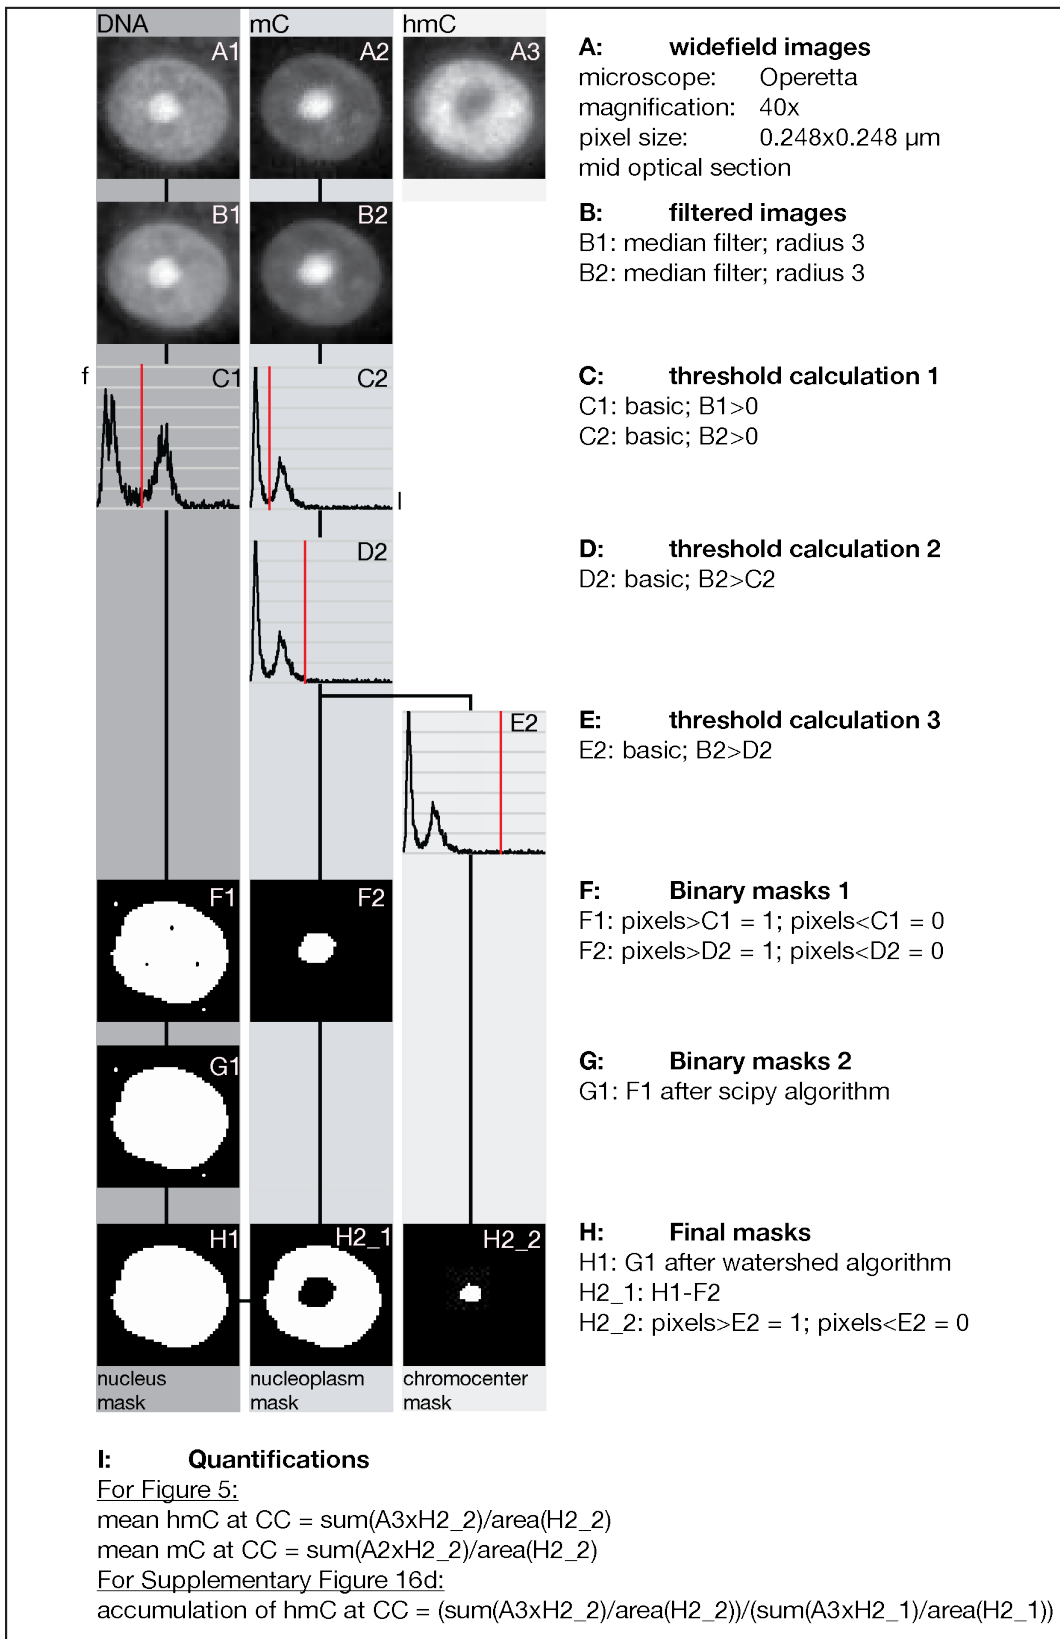 DNA mC hmC
A1 A2 A3
A: widefield images
microscope: Operetta
magnification: 40x
pixel size: 0.248x0.248 µm
mid optical section
B1 B2
B: filtered images
B1: median filter; radius 3
B2: median filter; radius 3
f C1 C2 I
C: threshold calculation 1
C1: basic; B1>0
C2: basic; B2>0
D2
D: threshold calculation 2
D2: basic; B2>C2
E2
E: threshold calculation 3
E2: basic; B2>D2
F1 F2
F: Binary masks 1
F1: pixels>C1 = 1; pixels<C1 = 0
F2: pixels>D2 = 1; pixels<D2 = 0
G1
G: Binary masks 2
G1: F1 after scipy algorithm
H1 H2_1 H2_2
H: Final masks
H1: G1 after watershed algorithm
H2_1: H1-F2
H2_2: pixels>E2 = 1; pixels<E2 = 0
nucleus nucleoplasm chromocenter
mask mask mask
I: Quantifications
For Figure 5:
mean hmC at CC = sum(A3xH2_2)/area(H2_2)
mean mC at CC = sum(A2xH2_2)/area(H2_2)
For Supplementary Figure 16d:
accumulation of hmC at CC = (sum(A3xH2_2)/area(H2_2))/(sum(A3xH2_1)/area(H2_1))